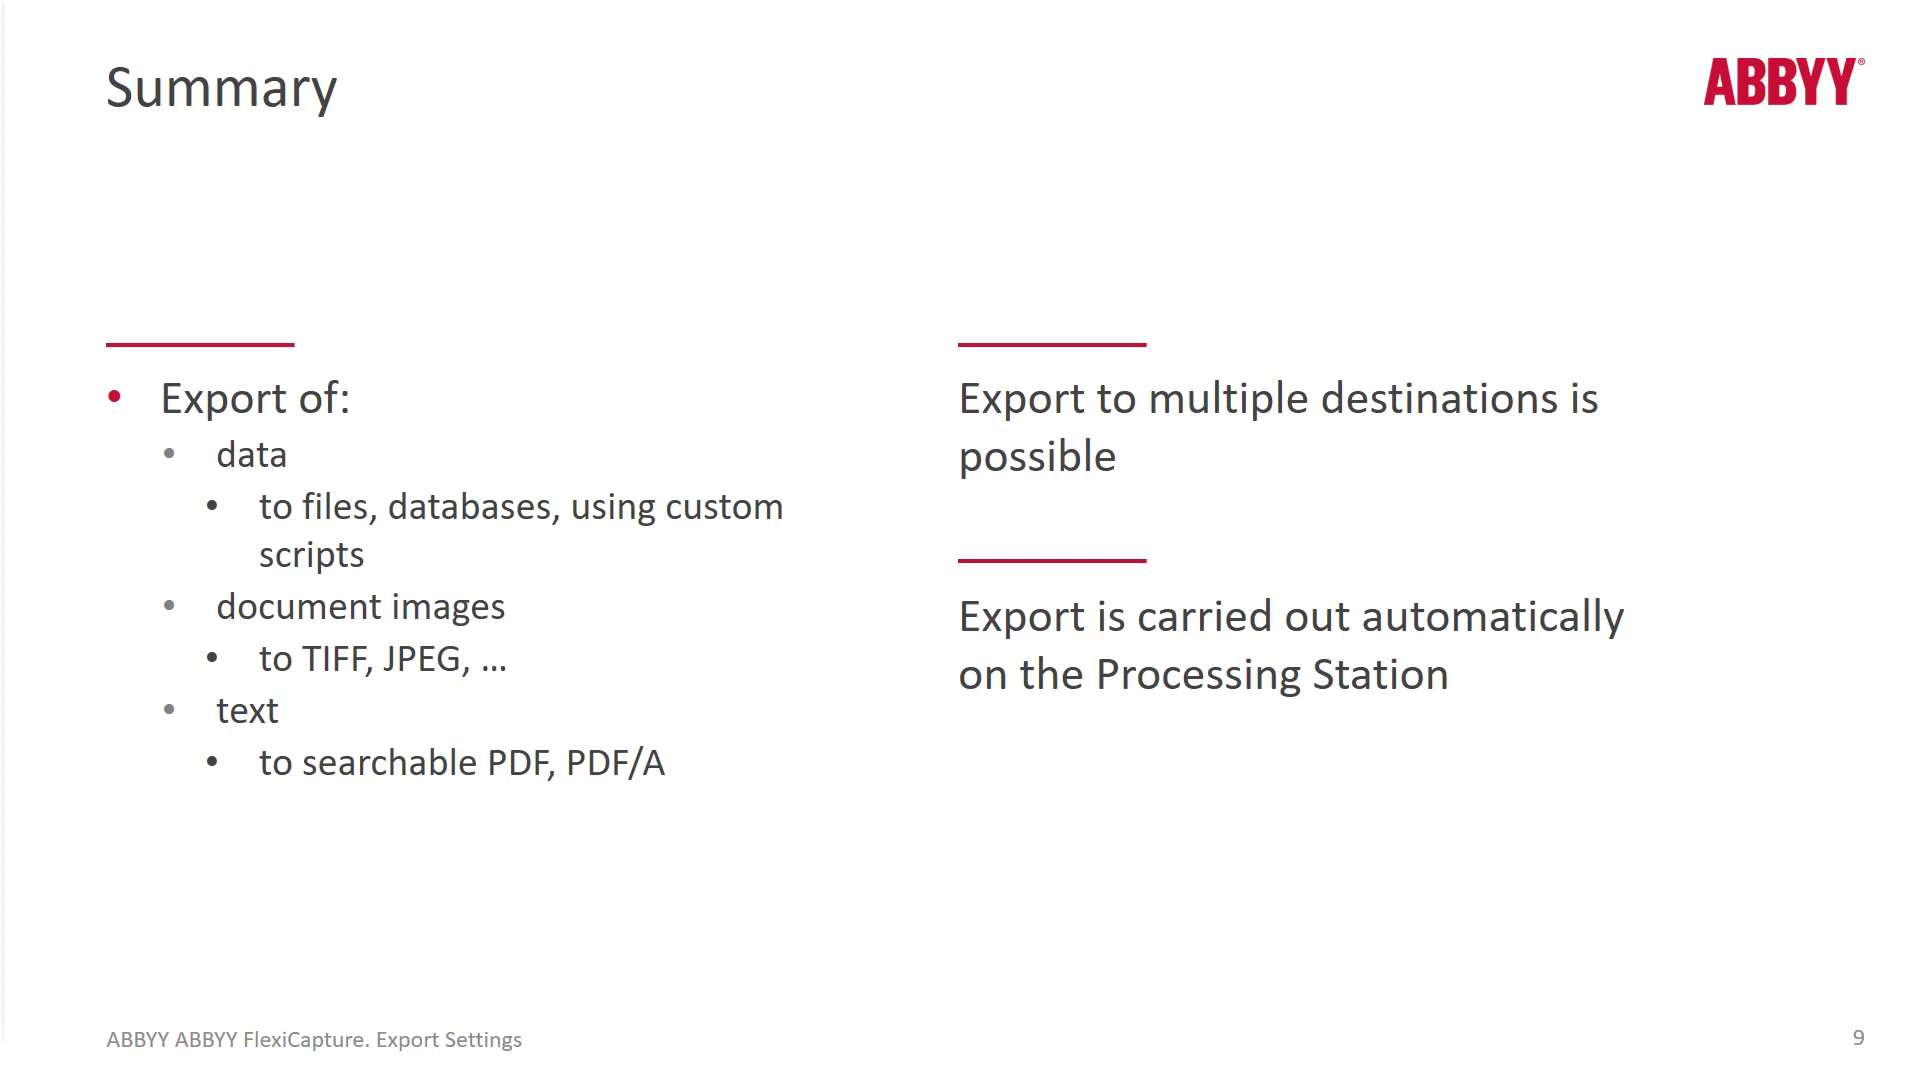 Summary
ABBYY®
• Export of:
• data
• to files, databases, using custom
scripts
• document images
• to TIFF, JPEG, ...
• text
• to searchable PDF, PDF/A
Export to multiple destinations is
possible
Export is carried out automatically
on the Processing Station
ABBYY ABBYY FlexiCapture. Export Settings
9